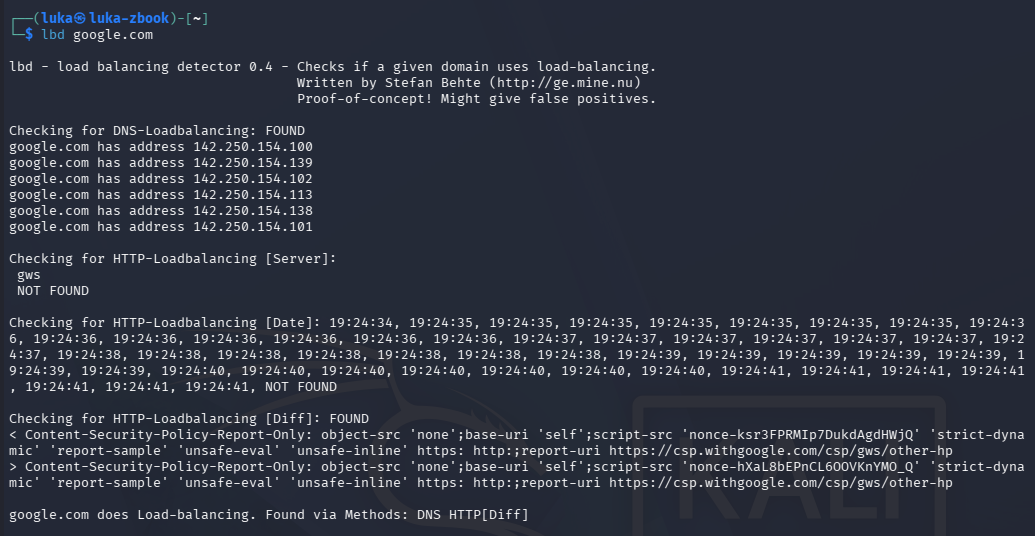 ┌──(luka㉿luka-zbook)-[~]
└─$ lbd google.com
lbd - load balancing detector 0.4 - Checks if a given domain uses load-balancing.
Written by Stefan Behte (http://ge.mine.nu)
Proof-of-concept! Might give false positives.
Checking for DNS-Loadbalancing: FOUND
google.com has address 142.250.154.100
google.com has address 142.250.154.139
google.com has address 142.250.154.102
google.com has address 142.250.154.113
google.com has address 142.250.154.138
google.com has address 142.250.154.101
Checking for HTTP-Loadbalancing [Server]:
gws
NOT FOUND
Checking for HTTP-Loadbalancing [Date]: 19:24:34, 19:24:35, 19:24:35, 19:24:35, 19:24:35, 19:24:35, 19:24:35, 19:24:35, 19:24:3
6, 19:24:36, 19:24:36, 19:24:36, 19:24:36, 19:24:36, 19:24:36, 19:24:37, 19:24:37, 19:24:37, 19:24:37, 19:24:37, 19:24:37, 19:2
4:37, 19:24:38, 19:24:38, 19:24:38, 19:24:38, 19:24:38, 19:24:38, 19:24:38, 19:24:39, 19:24:39, 19:24:39, 19:24:39, 19:24:39, 1
9:24:39, 19:24:39, 19:24:40, 19:24:40, 19:24:40, 19:24:40, 19:24:40, 19:24:40, 19:24:40, 19:24:41, 19:24:41, 19:24:41, 19:24:41
, 19:24:41, 19:24:41, 19:24:41, NOT FOUND
Checking for HTTP-Loadbalancing [Diff]: FOUND
< Content-Security-Policy-Report-Only: object-src 'none';base-uri 'self';script-src 'nonce-ksr3FPRMIp7DukdAgdHWjQ' 'strict-dyna
mic' 'report-sample' 'unsafe-eval' 'unsafe-inline' https: http:;report-uri https://csp.withgoogle.com/csp/gws/other-hp
> Content-Security-Policy-Report-Only: object-src 'none';base-uri 'self';script-src 'nonce-hXaL8bEPnCL6OOVKnYMO_Q' 'strict-dyna
mic' 'report-sample' 'unsafe-eval' 'unsafe-inline' https: http:;report-uri https://csp.withgoogle.com/csp/gws/other-hp
google.com does Load-balancing. Found via Methods: DNS HTTP[Diff]
KALI